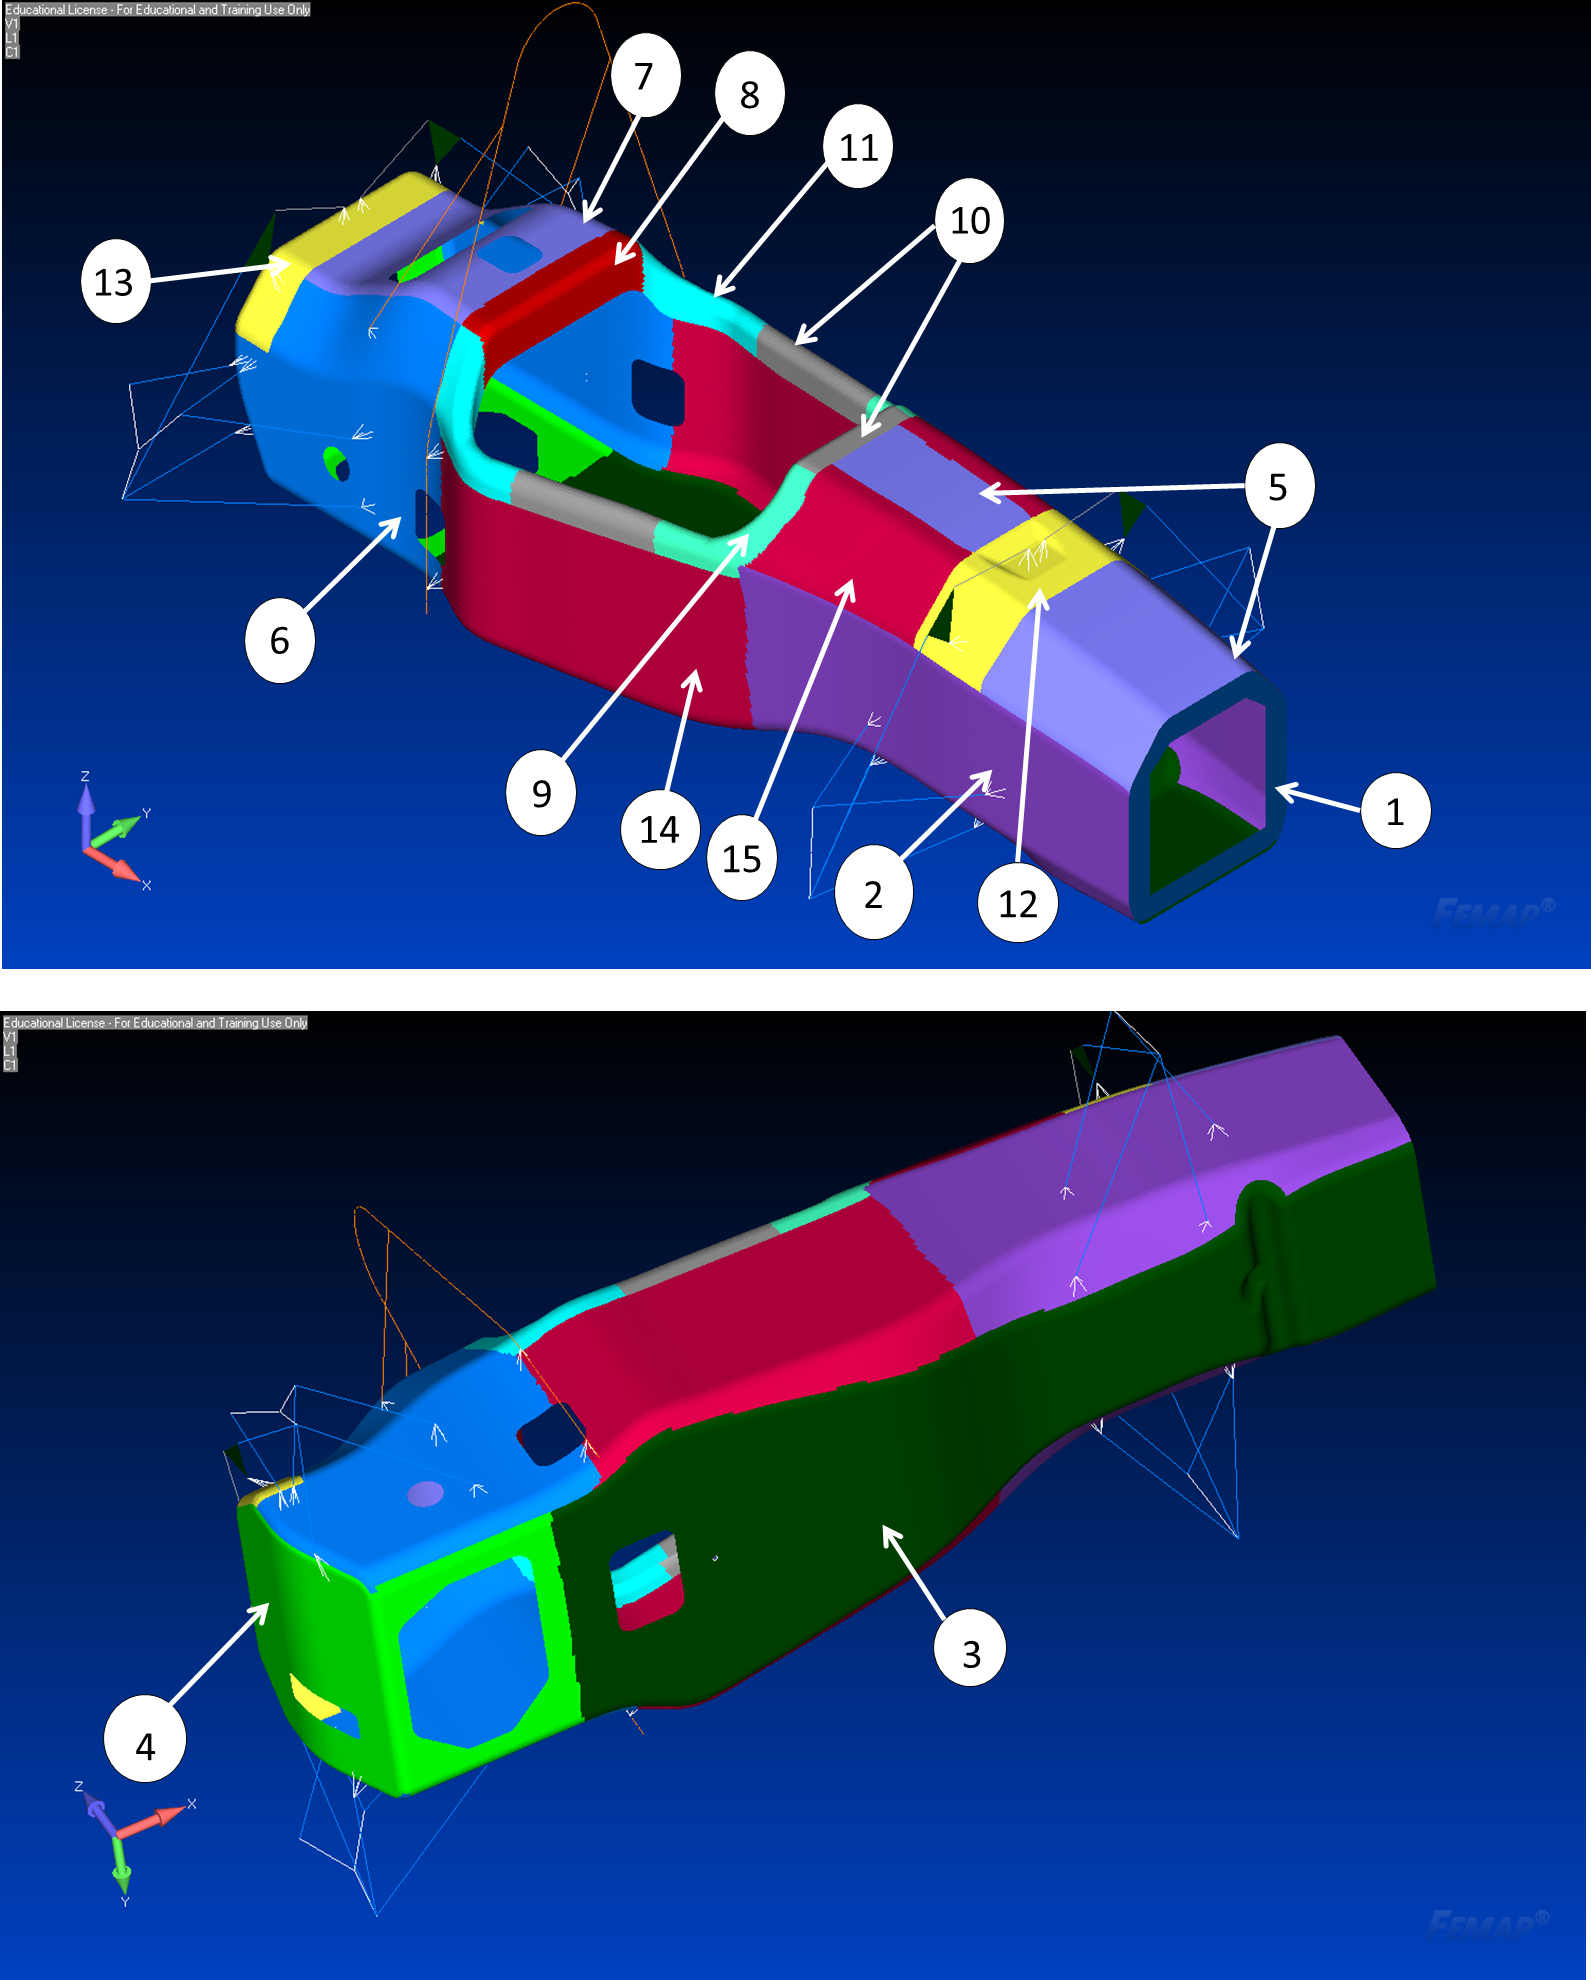 Educational License - For Educational and Training Use Only
V1
L1
C1
7
8
11
10
13
5
6
9
14
15
2
12
1
Z
Y
X
FEMAP®
Educational License - For Educational and Training Use Only
V1
L1
C1
3
4
Z
X
Y
FEMAP®